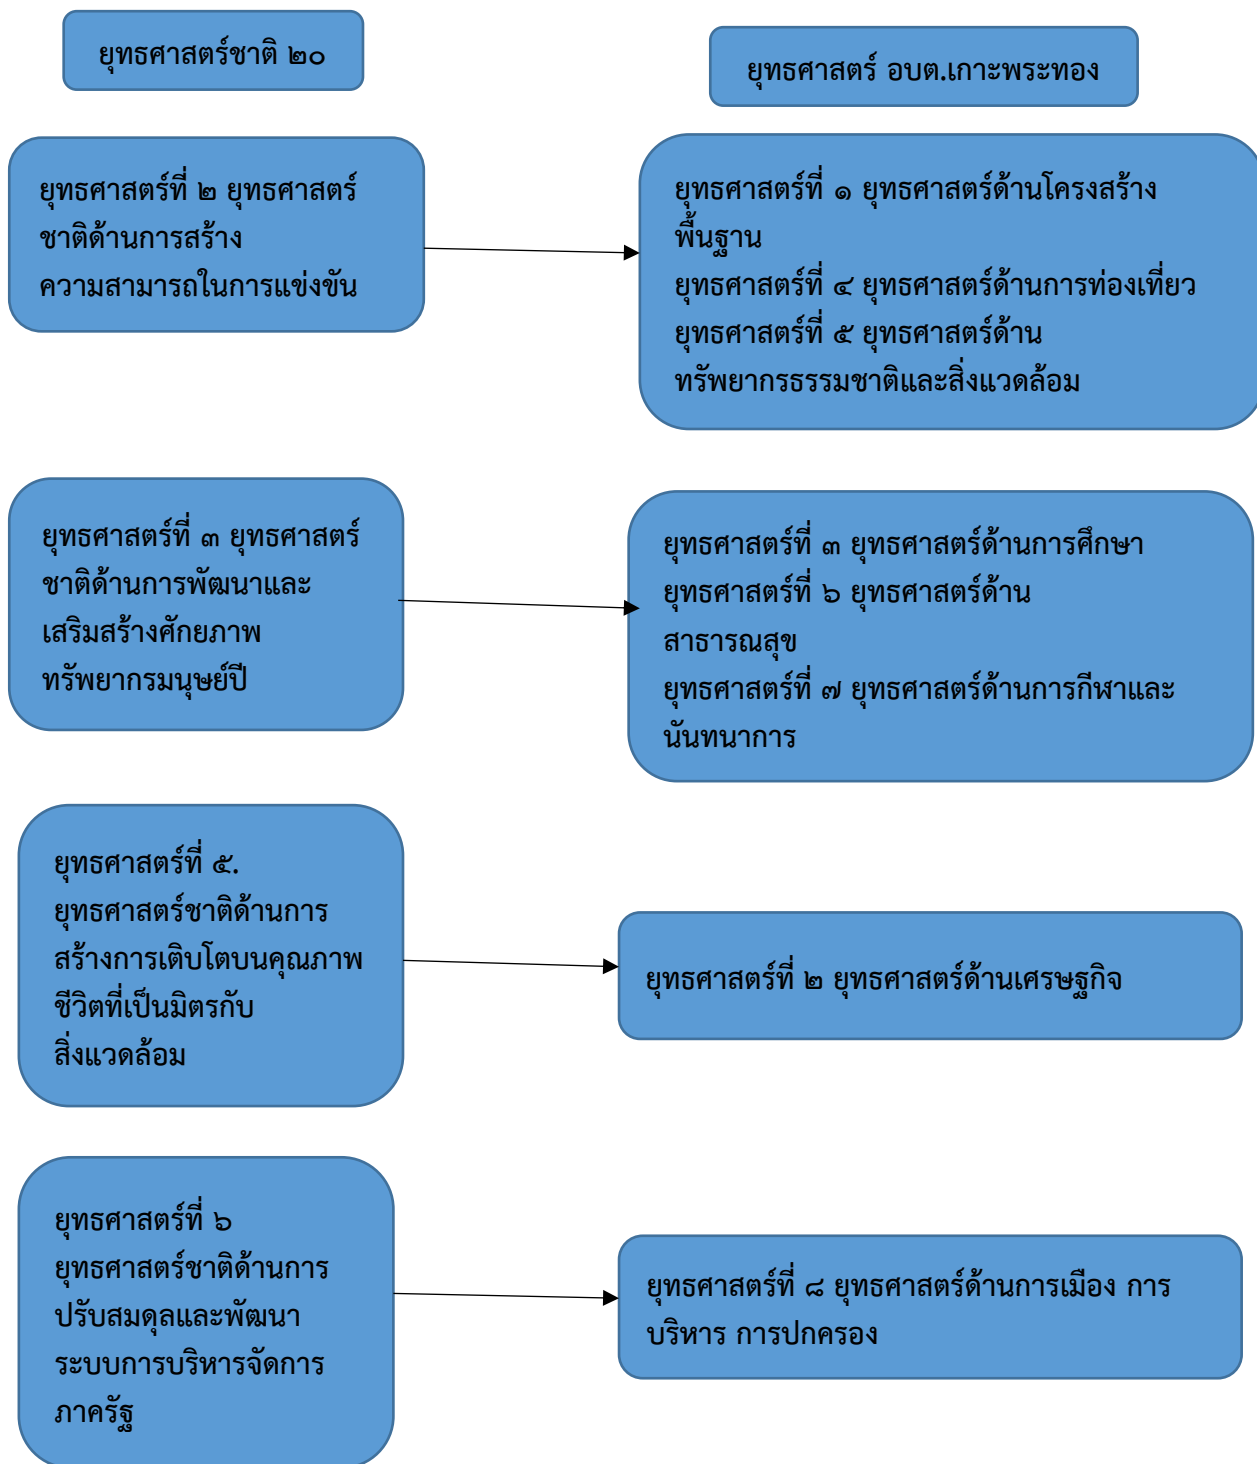 ยุทธศาสตร์ชาติ ๒๐
ยุทธศาสตร์ อบต.เกาะพระทอง
ยุทธศาสตร์ที่ ๒ ยุทธศาสตร์
ชาติด้านการสร้าง
ความสามารถในการแข่งขัน
ยุทธศาสตร์ที่ ๑ ยุทธศาสตร์ด้านโครงสร้าง
พื้นฐาน
ยุทธศาสตร์ที่ ๔ ยุทธศาสตร์ด้านการท่องเที่ยว
ยุทธศาสตร์ที่ ๕ ยุทธศาสตร์ด้าน
ทรัพยากรธรรมชาติและสิ่งแวดล้อม
ยุทธศาสตร์ที่ ๓ ยุทธศาสตร์
ชาติด้านการพัฒนาและ
เสริมสร้างศักยภาพ
ทรัพยากรมนุษย์ปี
ยุทธศาสตร์ที่ ๓ ยุทธศาสตร์ด้านการศึกษา
ยุทธศาสตร์ที่ ๖ ยุทธศาสตร์ด้าน
สาธารณสุข
ยุทธศาสตร์ที่ ๗ ยุทธศาสตร์ด้านการกีฬาและ
นันทนาการ
ยุทธศาสตร์ที่ ๕.
ยุทธศาสตร์ชาติด้านการ
สร้างการเติบโตบนคุณภาพ
ชีวิตที่เป็นมิตรกับ
สิ่งแวดล้อม
ยุทธศาสตร์ที่ ๒ ยุทธศาสตร์ด้านเศรษฐกิจ
ยุทธศาสตร์ที่ ๖
ยุทธศาสตร์ชาติด้านการ
ปรับสมดุลและพัฒนา
ระบบการบริหารจัดการ
ภาครัฐ
ยุทธศาสตร์ที่ ๘ ยุทธศาสตร์ด้านการเมือง การ
บริหาร การปกครอง